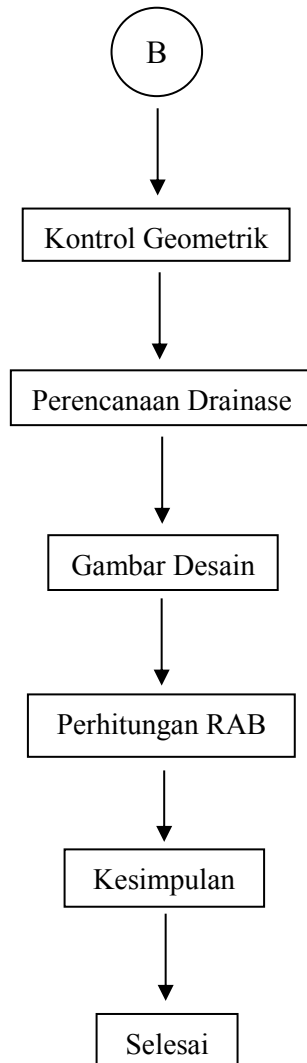 B
Kontrol Geometrik
Perencanaan Drainase
Gambar Desain
Perhitungan RAB
Kesimpulan
Selesai